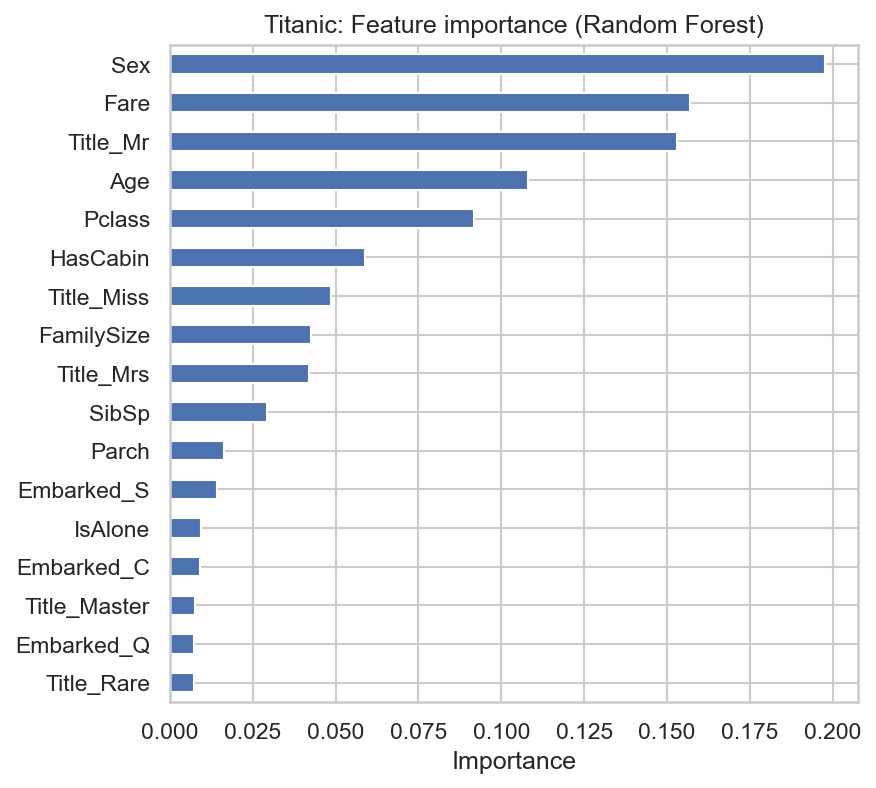 Titanic: Feature importance (Random Forest)
Sex
Fare
Title_Mr
Age
Pclass
HasCabin
Title_Miss
FamilySize
Title_Mrs
SibSp
Parch
Embarked_S
IsAlone
Embarked_C
Title_Master
Embarked_Q
Title_Rare
0.000 0.025 0.050 0.075 0.100 0.125 0.150 0.175 0.200
Importance